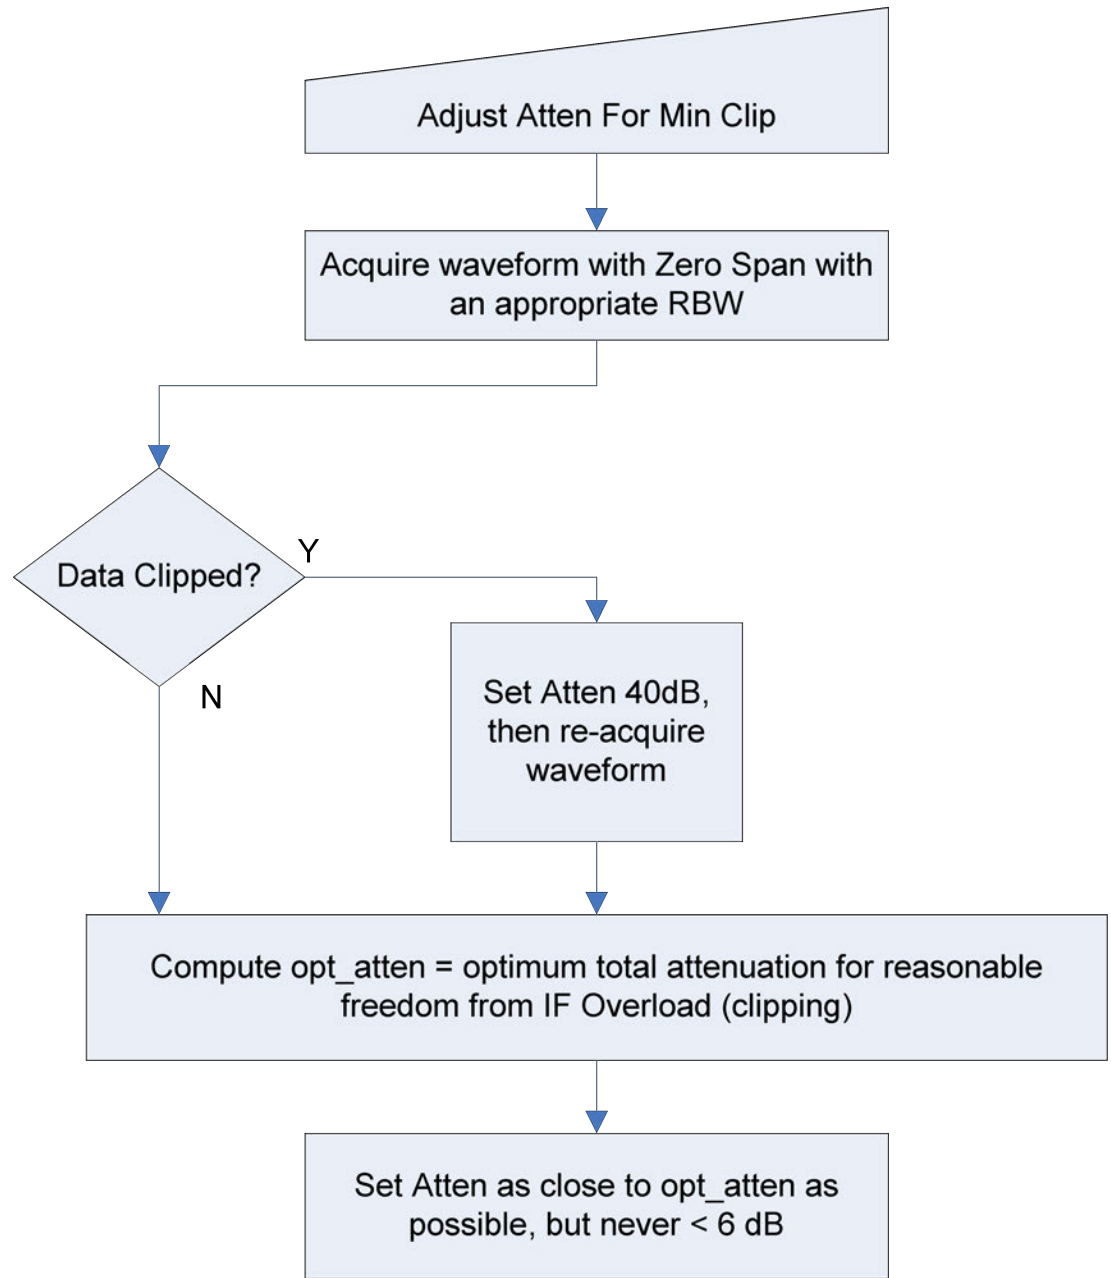 Adjust Atten For Min Clip
Acquire waveform with Zero Span with
an appropriate RBW
Data Clipped?
Y
N
Set Atten 40dB,
then re-acquire
waveform
Compute opt_atten = optimum total attenuation for reasonable
freedom from IF Overload (clipping)
Set Atten as close to opt_atten as
possible, but never < 6 dB